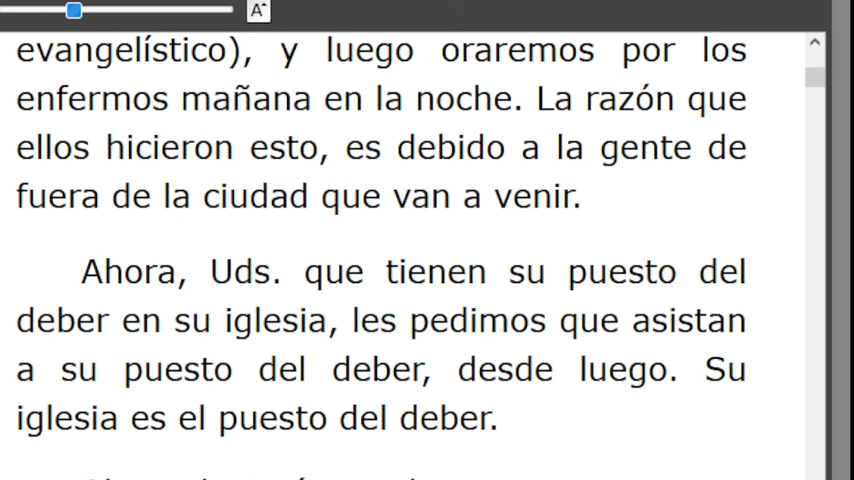 A
evangelístico), y luego oraremos por los
enfermos mañana en la noche. La razón que
ellos hicieron esto, es debido a la gente de
fuera de la ciudad que van a venir.
Ahora, Uds. que tienen su puesto del
deber en su iglesia, les pedimos que asistan
a su puesto del deber, desde luego. Su
iglesia es el puesto del deber.